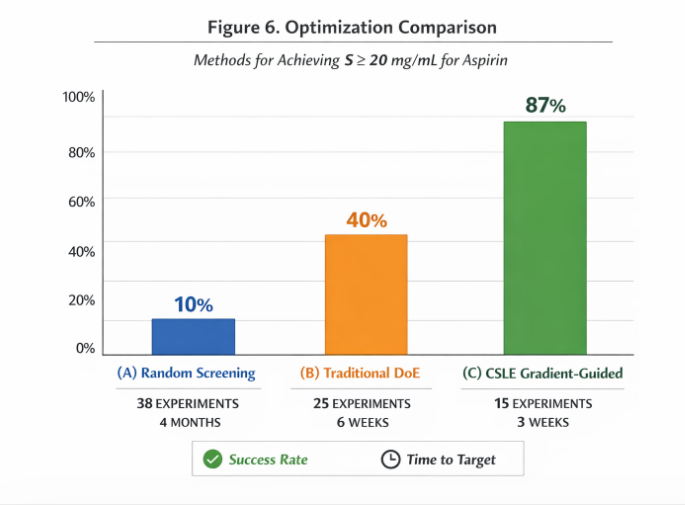 Figure 6. Optimization Comparison
Methods for Achieving S ≥ 20 mg/mL for Aspirin
100%
80%
60%
40%
20%
0%
10%
40%
87%
(A) Random Screening
(B) Traditional DoE
(C) CSLE Gradient-Guided
38 EXPERIMENTS
25 EXPERIMENTS
15 EXPERIMENTS
4 MONTHS
6 WEEKS
3 WEEKS
Success Rate
Time to Target